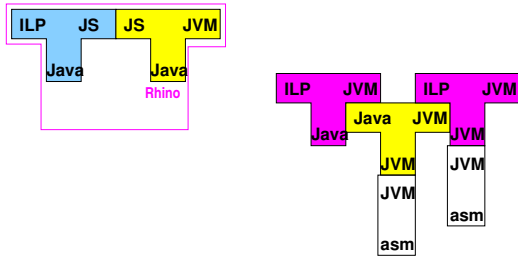 ILP JS JS JVM
Java Java
Rhino
ILP JVM ILP JVM
Java Java JVM JVM
JVM JVM
JVM
asm
asm